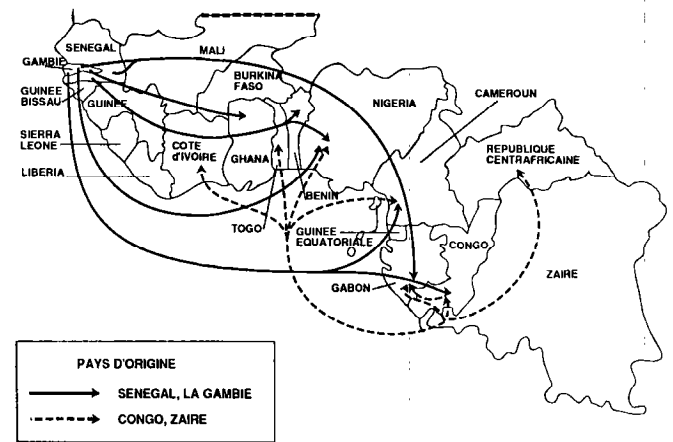 SENEGAL
MALI
GAMBIE
BURKINA
FASO
GUINEE
BISSAU
GUINEE
NIGERIA
CAMEROUN
SIERRA
LEONE
COTE
d'IVOIRE
GHANA
REPUBLIQUE
CENTRAFRICAINE
LIBERIA
BENIN
TOGO
GUINEE
EQUATORIALE
CONGO
ZAIRE
GABON
PAYS D'ORIGINE
SENEGAL, LA GAMBIE
CONGO, ZAIRE